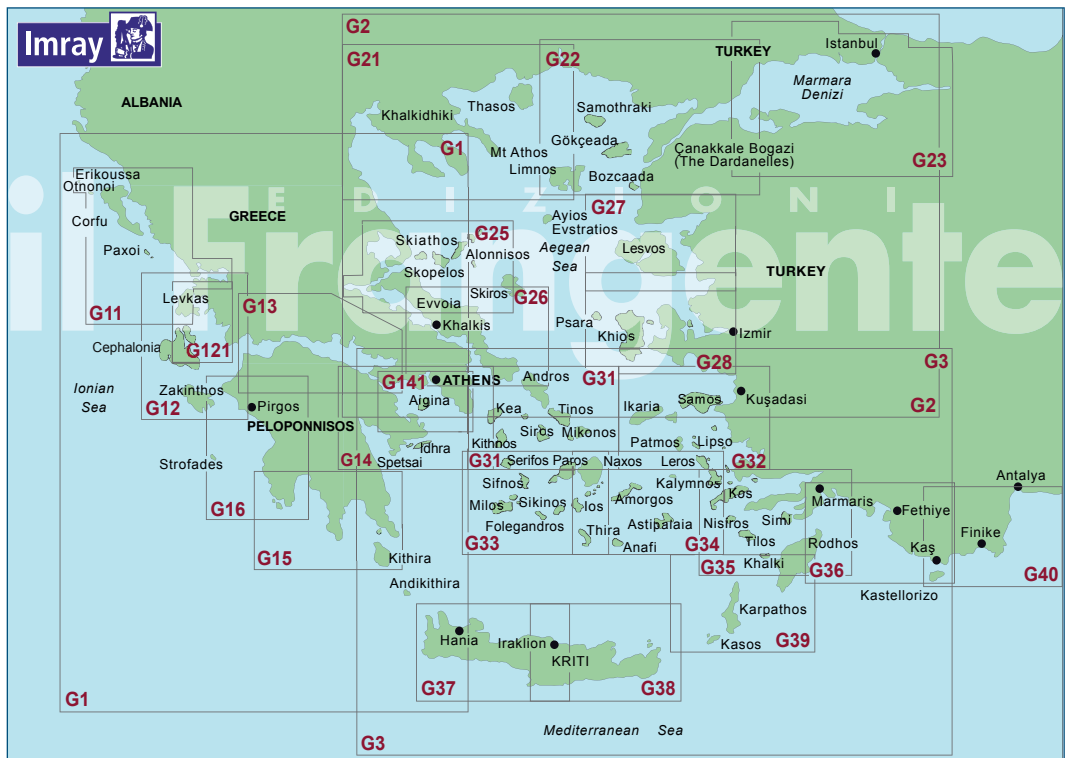 Imray
G2
G21
G22
TURKEY
Istanbul
Marmara
Denizi
ALBANIA
Thasos
Khalkidhiki
Samothraki
G1
Gökçeada
Mt Athos
Limnos
Çanakkale Bogazi
(The Dardanelles)
G23
Bozcaada
Erikoussa
Othonoi
Corfu
Paxoi
GREECE
EDIZIONI
il Frangente
G27
Ayios
Evstratios
Aegean
Sea
Lesvos
TURKEY
G25
Skiathos
Alonnisos
Skopelos
Skiros
G26
Evvoia
Khalkis
Psara
Khios
Izmir
Levkas
G11
G13
G121
Cephalonia
G28
G3
G31
Ionian
Sea
Zakinthos
G12
Pirgos
PELOPONNISOS
G141
ATHENS
Aigina
Andros
Kea
Tinos
Ikaria
Samos
Kuşadasi
G2
Siros
Mikonos
Kithnos
Patmos
Lipso
Idhra
Spetsai
G14
G31
Serifos
Paros
Naxos
Leros
G32
Strofades
G16
Sifnos
Kalymnos
Kos
Antalya
Milos
Sikinos
Ios
Amorgos
Marmaris
Fethiye
Folegandros
Astipalaia
Nisiros
Simi
Thira
Tilos
Finike
G33
Anafi
G34
Rodhos
Kaş
G15
Kithira
G35
Khalki
G36
G40
Andikithira
Kastellorizo
Karpathos
Hania
Iraklion
KRITI
Kasos
G39
G37
G38
G1
G3
Mediterranean Sea